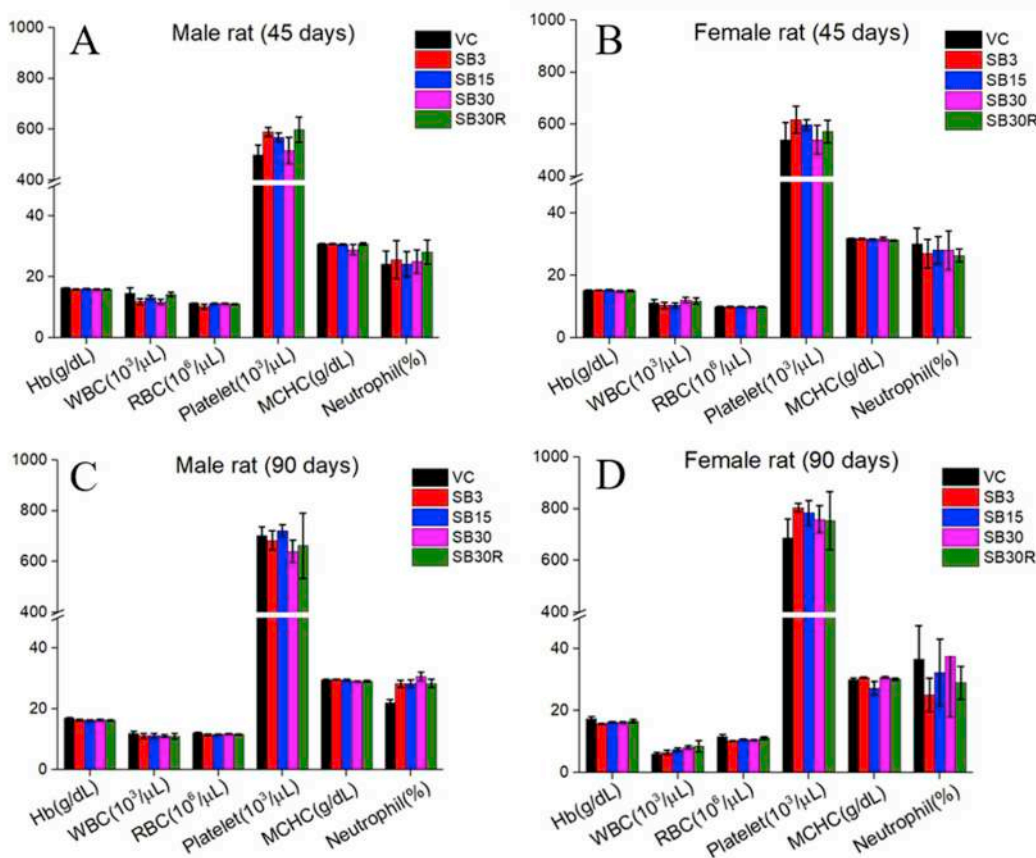 A
Male rat (45 days)
VC
SB3
SB15
SB30
SB30R
1000
800
600
400
40
20
0
Hb(g/dL)
WBC(10³/μL)
RBC(10⁶/μL)
Platelet(10³/μL)
MCHC(g/dL)
Neutrophil(%)
B
Female rat (45 days)
VC
SB3
SB15
SB30
SB30R
1000
800
600
400
40
20
0
Hb(g/dL)
WBC(10³/μL)
RBC(10⁶/μL)
Platelet(10³/μL)
MCHC(g/dL)
Neutrophil(%)
C
Male rat (90 days)
VC
SB3
SB15
SB30
SB30R
1000
800
600
400
40
20
0
Hb(g/dL)
WBC(10³/μL)
RBC(10⁶/μL)
Platelet(10³/μL)
MCHC(g/dL)
Neutrophil(%)
D
Female rat (90 days)
VC
SB3
SB15
SB30
SB30R
1000
800
600
400
40
20
0
Hb(g/dL)
WBC(10³/μL)
RBC(10⁶/μL)
Platelet(10³/μL)
MCHC(g/dL)
Neutrophil(%)